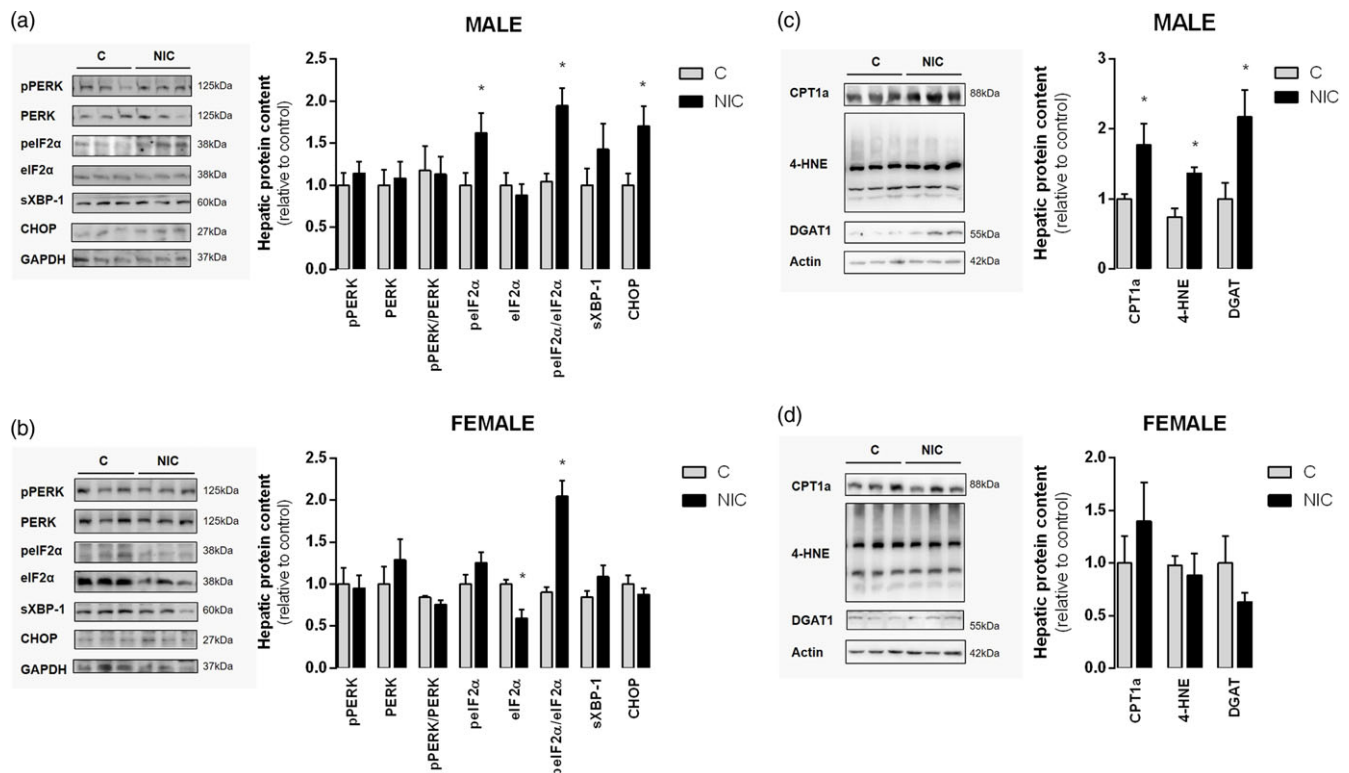 (a)
MALE
C NIC
pPERK 125kDa
PERK 125kDa
peIF2α 38kDa
eIF2α 38kDa
sXBP-1 60kDa
CHOP 27kDa
GAPDH 37kDa
Hepatic protein content
(relative to control)
2.5
2.0
1.5
1.0
0.5
0.0
* * *
C
NIC
pPERK
PERK
pPERK/PERK
peIF2α
eIF2α
peIF2α/eIF2α
sXBP-1
CHOP
(b)
FEMALE
C NIC
pPERK 125kDa
PERK 125kDa
peIF2α 38kDa
eIF2α 38kDa
sXBP-1 60kDa
CHOP 27kDa
GAPDH 37kDa
Hepatic protein content
(relative to control)
2.5
2.0
1.5
1.0
0.5
0.0
* *
C
NIC
pPERK
PERK
pPERK/PERK
peIF2α
eIF2α
peIF2α/eIF2α
sXBP-1
CHOP
(c)
MALE
C NIC
CPT1a 88kDa
4-HNE
DGAT1 55kDa
Actin 42kDa
Hepatic protein content
(relative to control)
3
2
1
0
* * *
C
NIC
CPT1a
4-HNE
DGAT
(d)
FEMALE
C NIC
CPT1a 88kDa
4-HNE
DGAT1 55kDa
Actin 42kDa
Hepatic protein content
(relative to control)
2.0
1.5
1.0
0.5
0.0
C
NIC
CPT1a
4-HNE
DGAT